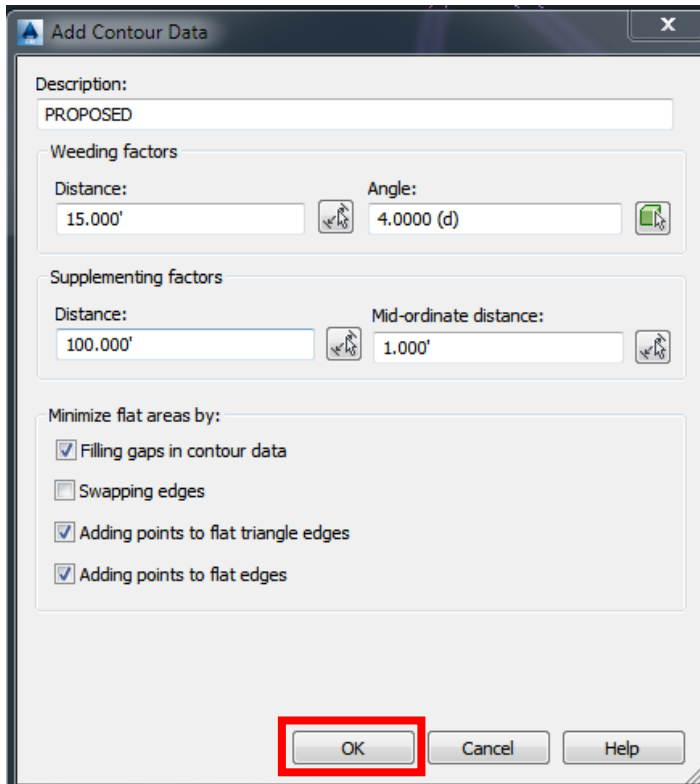 Add Contour Data
Description:
PROPOSED
Weeding factors
Distance: Angle:
15.000' 4.0000 (d)
Supplementing factors
Distance: Mid-ordinate distance:
100.000' 1.000'
Minimize flat areas by:
Filling gaps in contour data
Swapping edges
Adding points to flat triangle edges
Adding points to flat edges
OK Cancel Help